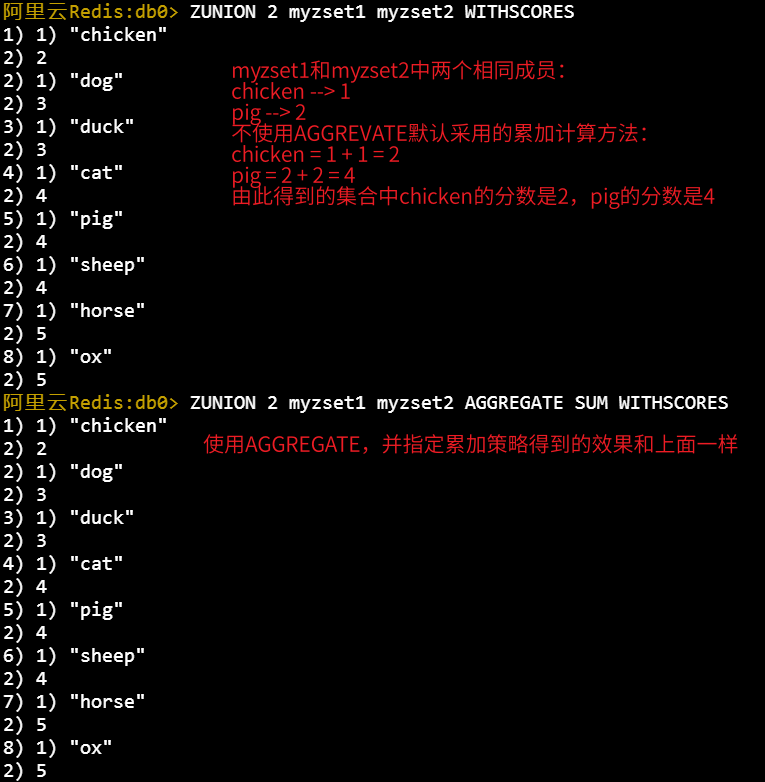 阿里云Redis:db0> ZUNION 2 myzset1 myzset2 WITHSCORES
1) 1) "chicken"
2) 2
2) 1) "dog"
2) 3
3) 1) "duck"
2) 3
4) 1) "cat"
2) 4
5) 1) "pig"
2) 4
6) 1) "sheep"
2) 4
7) 1) "horse"
2) 5
8) 1) "ox"
2) 5
myzset1和myzset2中两个相同成员：
chicken --> 1
pig --> 2
不使用AGGREVATE默认采用的累加计算方法：
chicken = 1 + 1 = 2
pig = 2 + 2 = 4
由此得到的集合中chicken的分数是2，pig的分数是4
阿里云Redis:db0> ZUNION 2 myzset1 myzset2 AGGREGATE SUM WITHSCORES
1) 1) "chicken"
2) 2
2) 1) "dog"
2) 3
3) 1) "duck"
2) 3
4) 1) "cat"
2) 4
5) 1) "pig"
2) 4
6) 1) "sheep"
2) 4
7) 1) "horse"
2) 5
8) 1) "ox"
2) 5
使用AGGREGATE，并指定累加策略得到的效果和上面一样